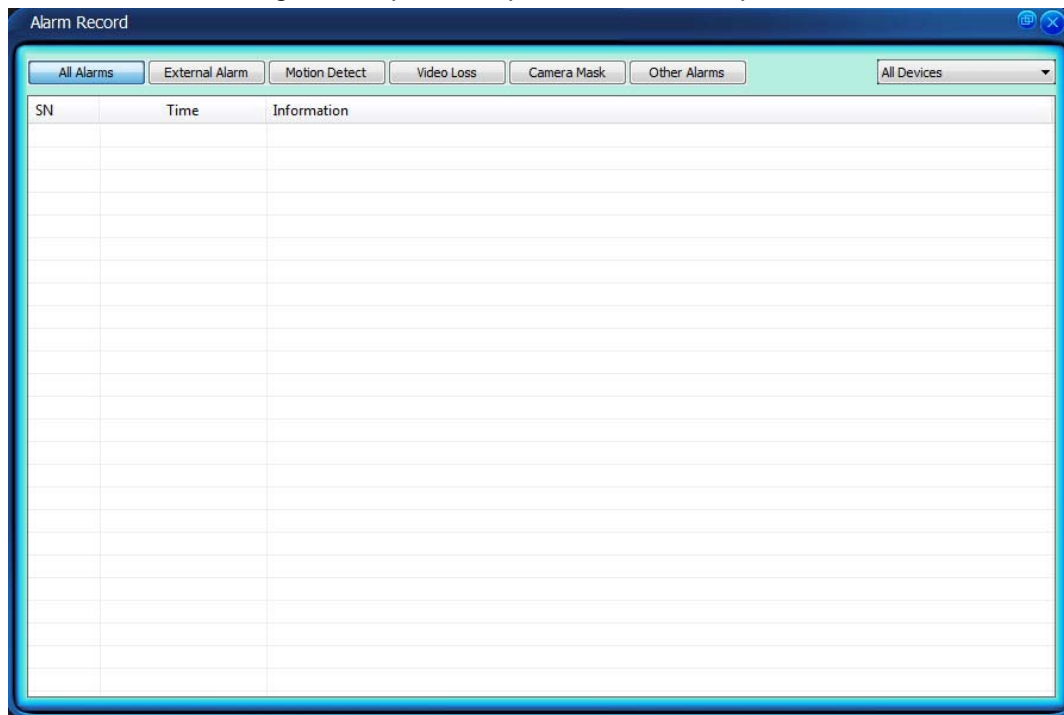 Alarm Record
All Alarms External Alarm Motion Detect Video Loss Camera Mask Other Alarms All Devices
SN Time Information